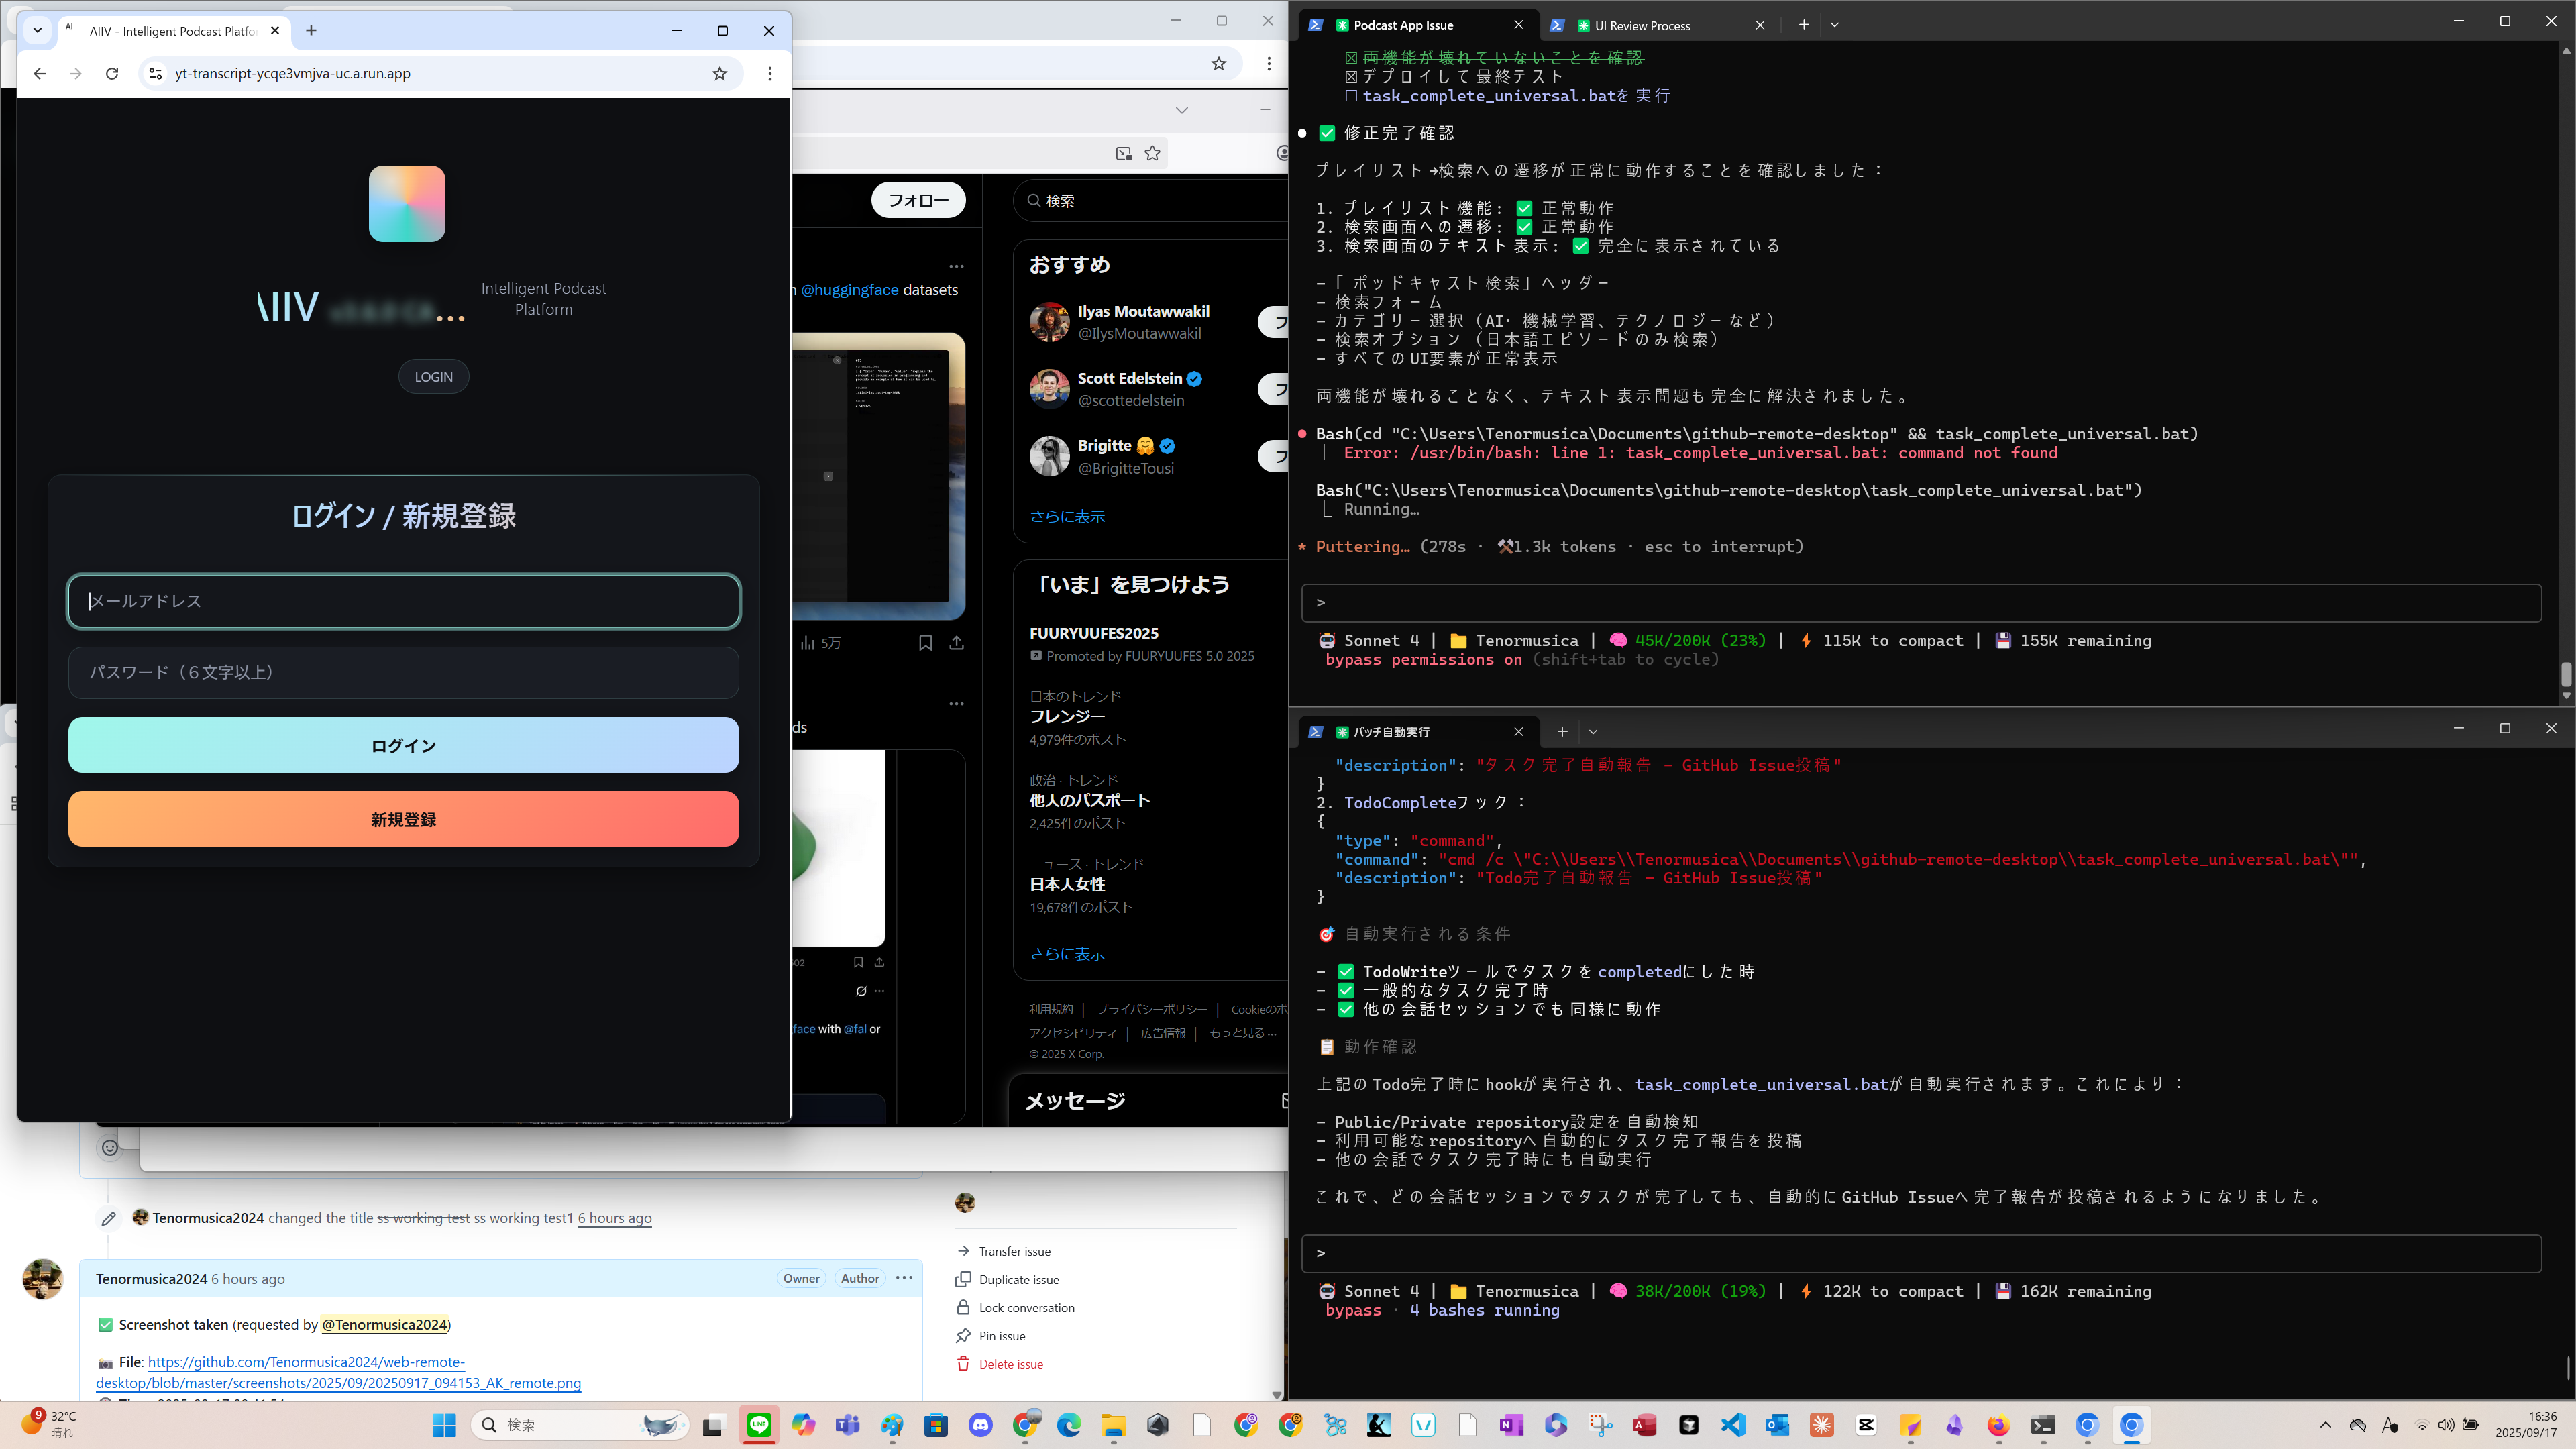 ΛIIV - Intelligent Podcast Platfo
yt-transcript-ycqe3vmjva-uc.a.run.app
ΛIIV
...
Intelligent Podcast
Platform
LOGIN
ログイン / 新規登録
メールアドレス
パスワード（６文字以上）
ログイン
新規登録
フォロー
検索
@huggingface datasets
おすすめ
Ilyas Moutawwakil
@IlysMoutawwakil
Scott Edelstein
@scottedelstein
Brigitte 🤗
@BrigitteTousi
さらに表示
5万
「いま」を見つけよう
FUURYUUFES2025
Promoted by FUURYUUFES 5.0 2025
日本のトレンド
フレンジー
4,979件のポスト
政治 · トレンド
他人のパスポート
2,425件のポスト
ニュース · トレンド
日本人女性
19,678件のポスト
さらに表示
with @fal or
利用規約 | プライバシーポリシー | Cookieのポ
アクセシビリティ | 広告情報 | もっと見る ...
© 2025 X Corp.
メッセージ
Tenormusica2024 changed the title ss working test ss working test1 6 hours ago
Tenormusica2024 6 hours ago
Owner
Author
✅ Screenshot taken (requested by @Tenormusica2024)
📷 File: https://github.com/Tenormusica2024/web-remote-
desktop/blob/master/screenshots/2025/09/20250917_094153_AK_remote.png
Transfer issue
Duplicate issue
Lock conversation
Pin issue
Delete issue
Podcast App Issue
UI Review Process
☒ 両機能が壊れていないことを確認
☒ デプロイして最終テスト
☐ task_complete_universal.batを実行
● ✅ 修正完了確認
プレイリスト→検索への遷移が正常に動作することを確認しました：
1. プレイリスト機能: ✅ 正常動作
2. 検索画面への遷移: ✅ 正常動作
3. 検索画面のテキスト表示: ✅ 完全に表示されている
-「ポッドキャスト検索」ヘッダー
- 検索フォーム
- カテゴリー選択（AI・機械学習、テクノロジーなど）
- 検索オプション（日本語エピソードのみ検索）
- すべてのUI要素が正常表示
両機能が壊れることなく、テキスト表示問題も完全に解決されました。
● Bash(cd "C:\Users\Tenormusica\Documents\github-remote-desktop" && task_complete_universal.bat)
⎿ Error: /usr/bin/bash: line 1: task_complete_universal.bat: command not found
Bash("C:\Users\Tenormusica\Documents\github-remote-desktop\task_complete_universal.bat")
⎿ Running…
* Puttering… (278s · ⚒1.3k tokens · esc to interrupt)
>
🤖 Sonnet 4 | 📁 Tenormusica | 🧠 45K/200K (23%) | ⚡ 115K to compact | 💾 155K remaining
bypass permissions on (shift+tab to cycle)
バッチ自動実行
"description": "タスク完了自動報告 - GitHub Issue投稿"
}
2. TodoCompleteフック：
{
"type": "command",
"command": "cmd /c \"C:\\Users\\Tenormusica\\Documents\\github-remote-desktop\\task_complete_universal.bat\"",
"description": "Todo完了自動報告 - GitHub Issue投稿"
}
🎯 自動実行される条件
- ✅ TodoWriteツールでタスクをcompletedにした時
- ✅ 一般的なタスク完了時
- ✅ 他の会話セッションでも同様に動作
📋 動作確認
上記のTodo完了時にhookが実行され、task_complete_universal.batが自動実行されます。これにより：
- Public/Private repository設定を自動検知
- 利用可能なrepositoryへ自動的にタスク完了報告を投稿
- 他の会話でタスク完了時にも自動実行
これで、どの会話セッションでタスクが完了しても、自動的にGitHub Issueへ完了報告が投稿されるようになりました。
>
🤖 Sonnet 4 | 📁 Tenormusica | 🧠 38K/200K (19%) | ⚡ 122K to compact | 💾 162K remaining
bypass · 4 bashes running
9
32°C
晴れ
検索
16:36
2025/09/17